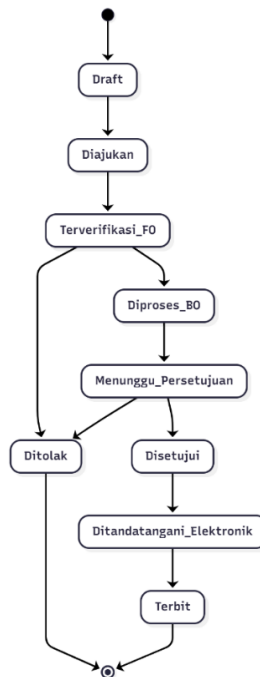 Draft
Diajukan
Terverifikasi_FO
Diproses_BO
Menunggu_Persetujuan
Ditolak
Disetujui
Ditandatangani_Elektronik
Terbit